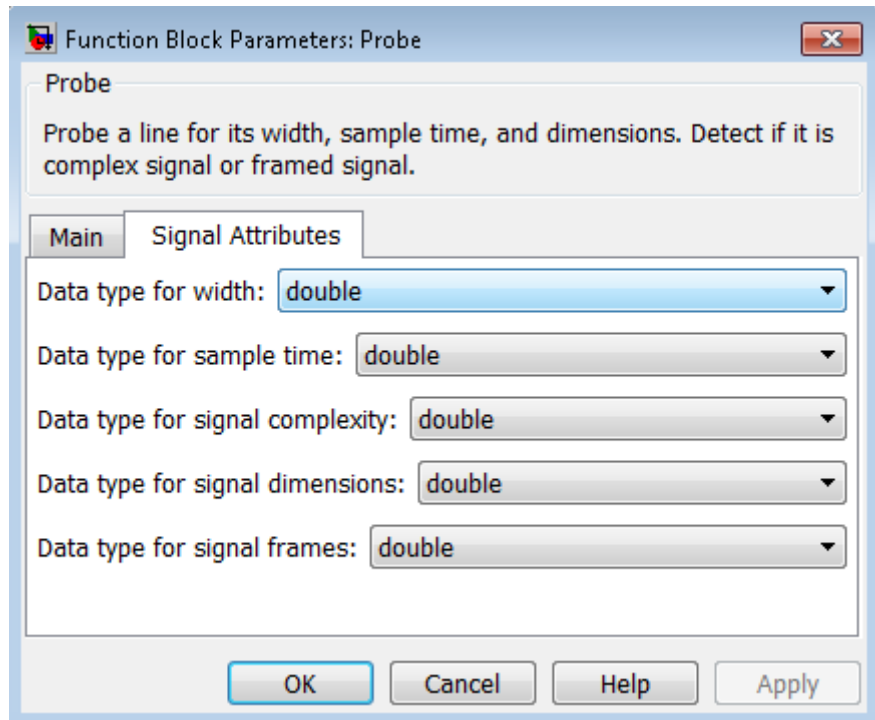 Function Block Parameters: Probe
Probe
Probe a line for its width, sample time, and dimensions. Detect if it is
complex signal or framed signal.
Main Signal Attributes
Data type for width: double
Data type for sample time: double
Data type for signal complexity: double
Data type for signal dimensions: double
Data type for signal frames: double
OK Cancel Help Apply